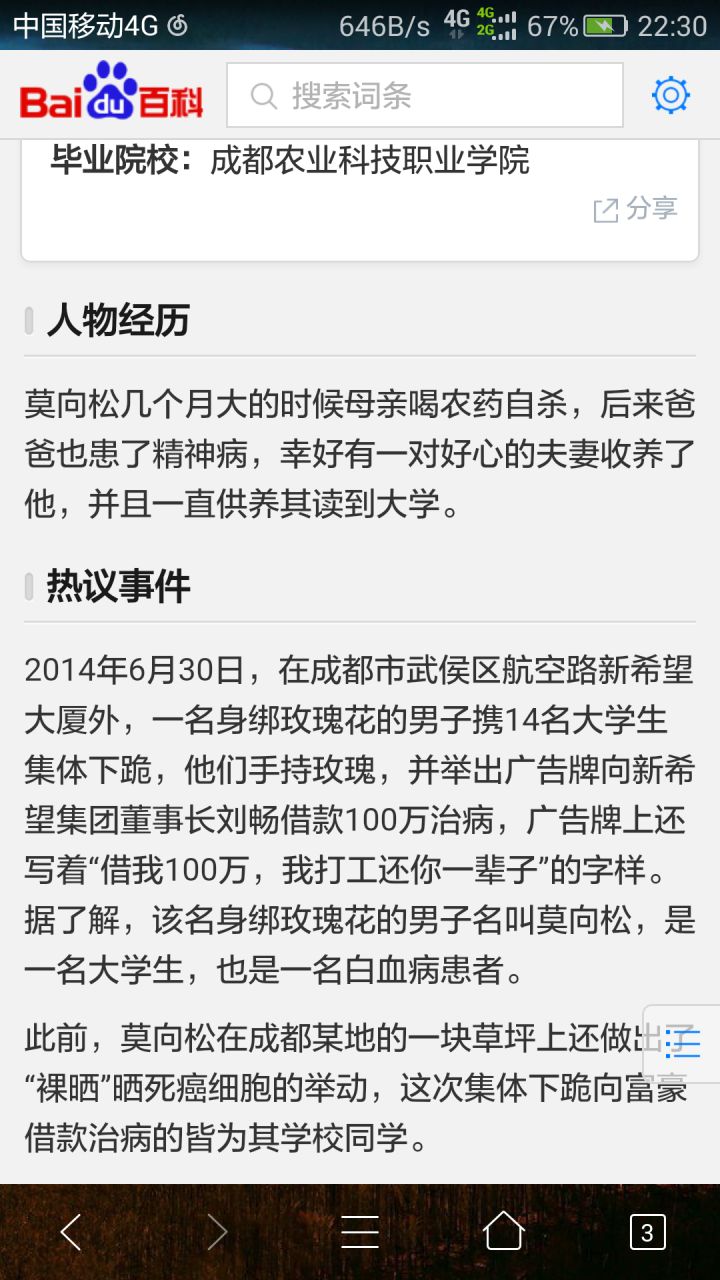 中国移动4G 646B/s 4G 4G 2G 67% 22:30
Bai du 百科 搜索词条
毕业院校：成都农业科技职业学院
分享
人物经历
莫向松几个月大的时候母亲喝农药自杀，后来爸
爸也患了精神病，幸好有一对好心的夫妻收养了
他，并且一直供养其读到大学。
热议事件
2014年6月30日，在成都市武侯区航空路新希望
大厦外，一名身绑玫瑰花的男子携14名大学生
集体下跪，他们手持玫瑰，并举出广告牌向新希
望集团董事长刘畅借款100万治病，广告牌上还
写着“借我100万，我打工还你一辈子”的字样。
据了解，该名身绑玫瑰花的男子名叫莫向松，是
一名大学生，也是一名白血病患者。
此前，莫向松在成都某地的一块草坪上还做出了
“裸晒”晒死癌细胞的举动，这次集体下跪向富豪
借款治病的皆为其学校同学。
3